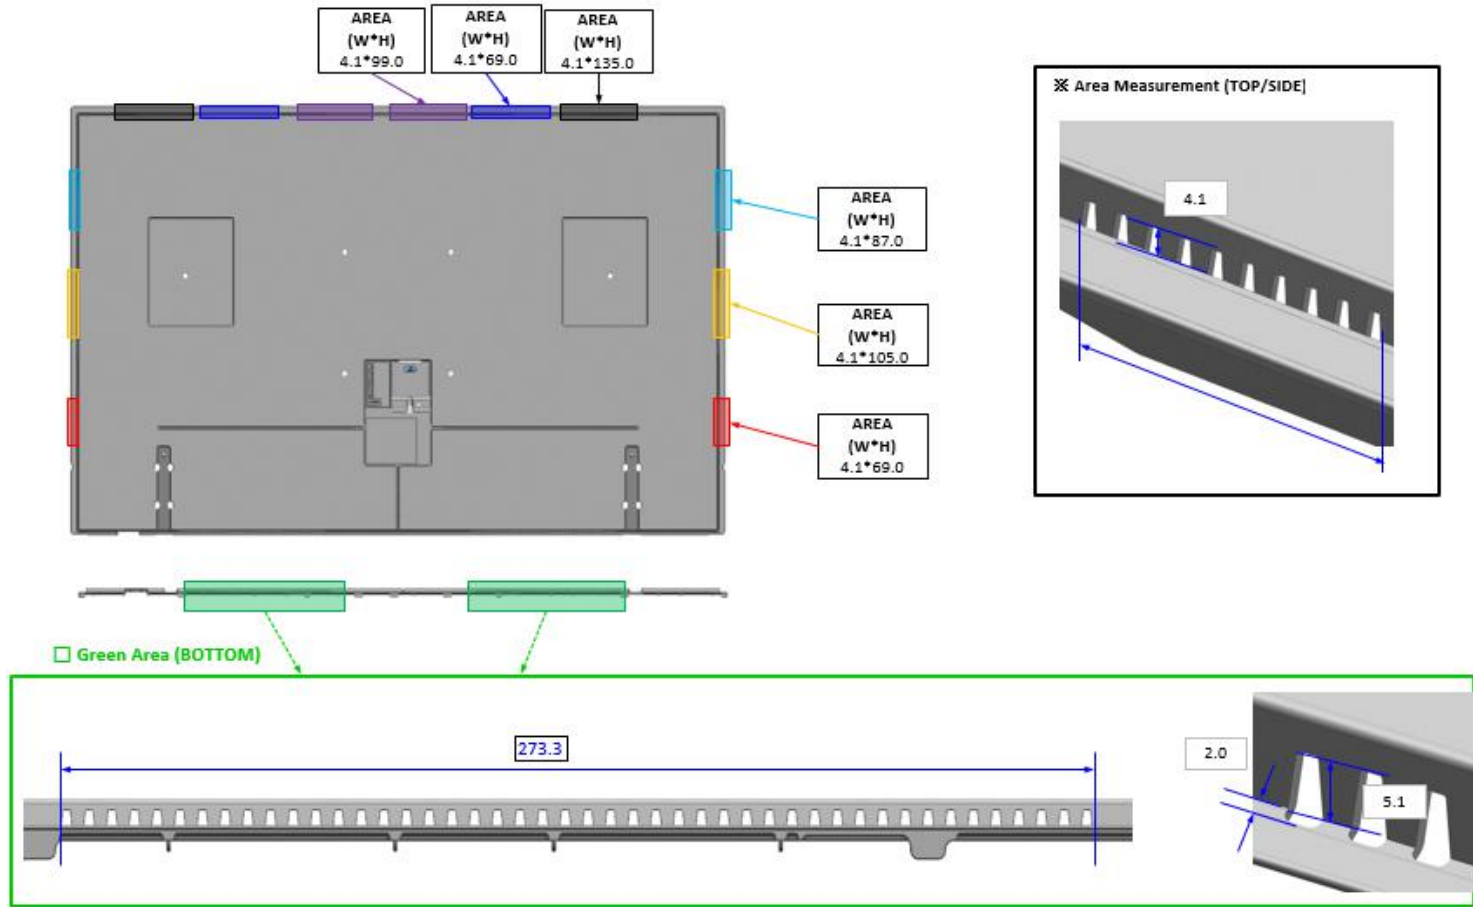 AREA
(W*H)
4.1*99.0
AREA
(W*H)
4.1*69.0
AREA
(W*H)
4.1*135.0
※ Area Measurement (TOP/SIDE)
4.1
AREA
(W*H)
4.1*87.0
AREA
(W*H)
4.1*105.0
AREA
(W*H)
4.1*69.0
□ Green Area (BOTTOM)
273.3
2.0
5.1